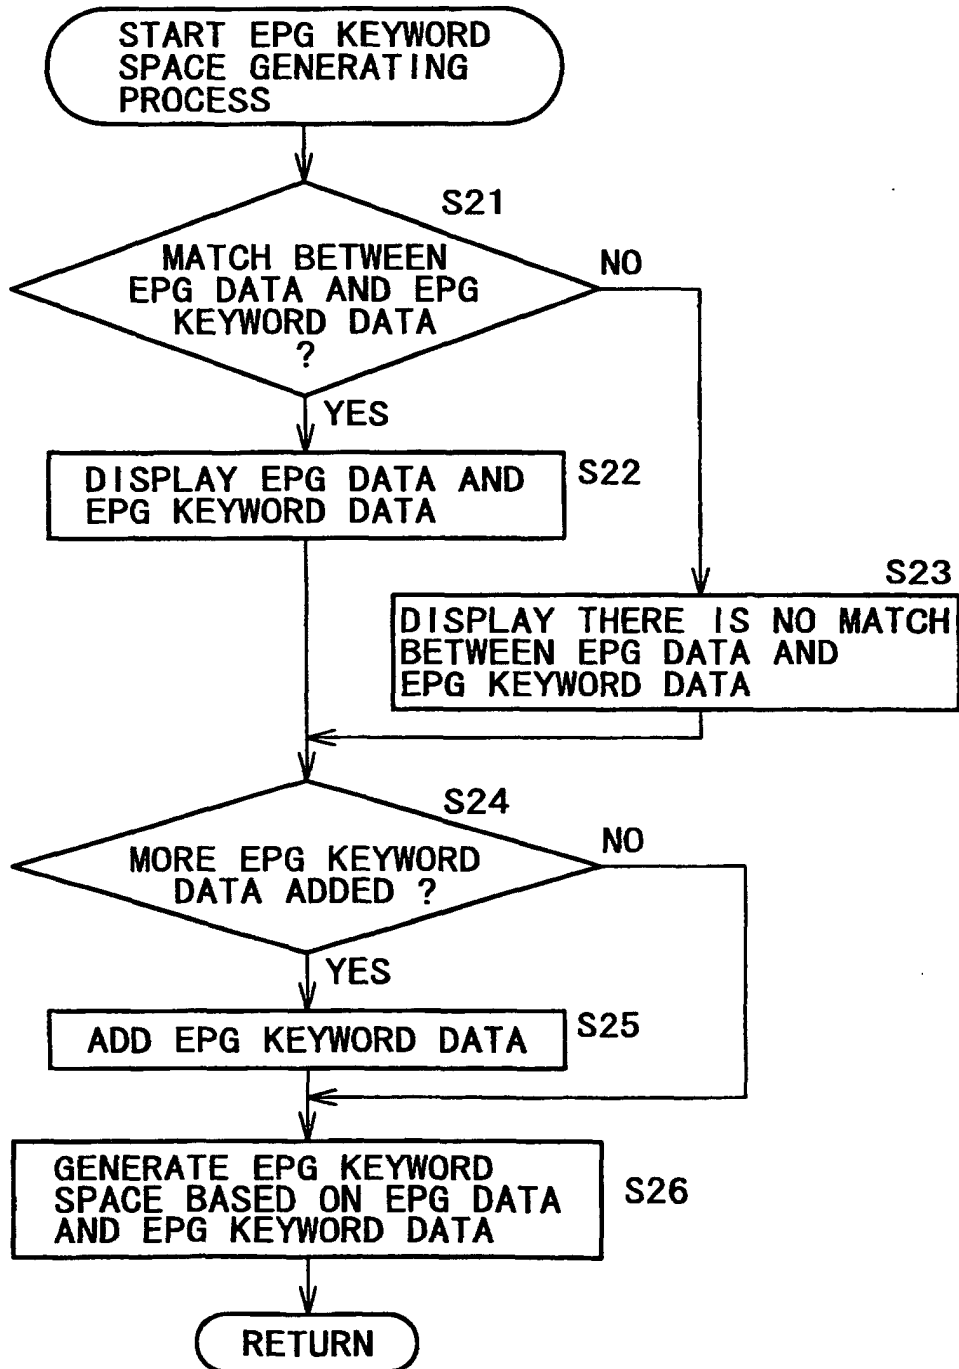 START EPG KEYWORD
SPACE GENERATING
PROCESS
S21
MATCH BETWEEN
EPG DATA AND EPG
KEYWORD DATA
?
NO
YES
DISPLAY EPG DATA AND
EPG KEYWORD DATA
S22
S23
DISPLAY THERE IS NO MATCH
BETWEEN EPG DATA AND
EPG KEYWORD DATA
S24
MORE EPG KEYWORD
DATA ADDED ?
NO
YES
ADD EPG KEYWORD DATA
S25
GENERATE EPG KEYWORD
SPACE BASED ON EPG DATA
AND EPG KEYWORD DATA
S26
RETURN